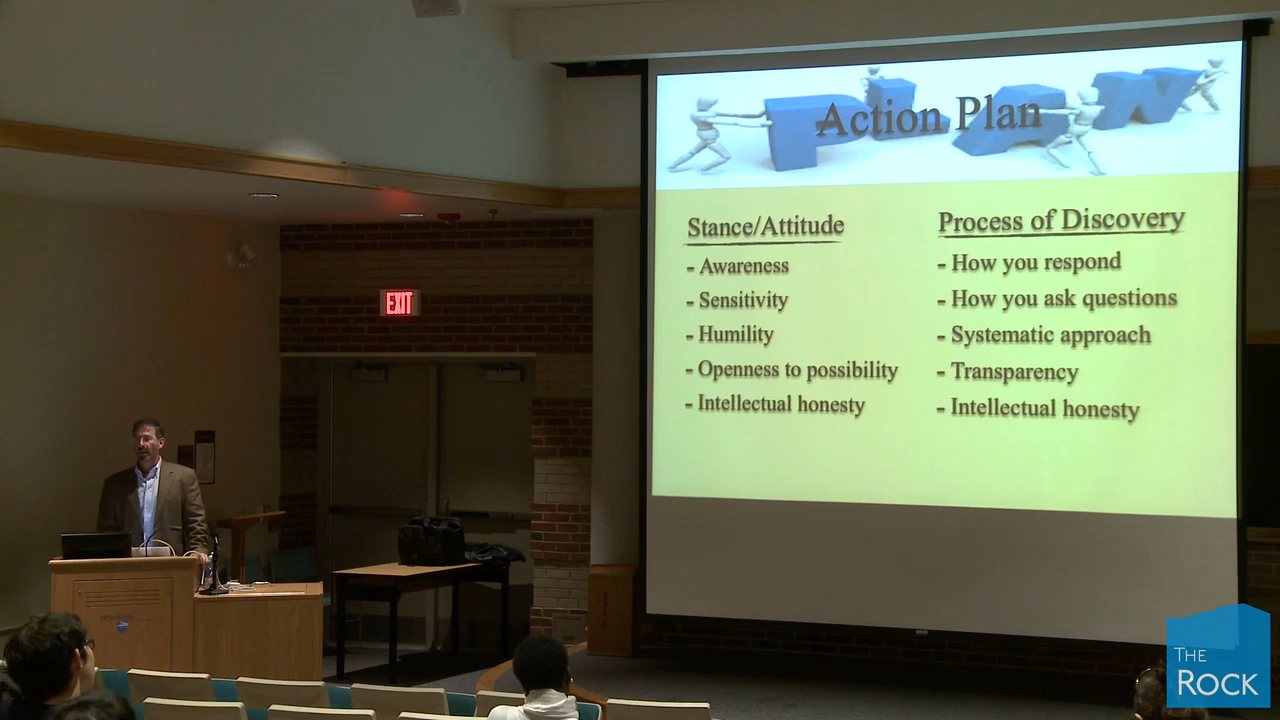 PLAN
Action Plan
Stance/Attitude
- Awareness
- Sensitivity
- Humility
- Openness to possibility
- Intellectual honesty
Process of Discovery
- How you respond
- How you ask questions
- Systematic approach
- Transparency
- Intellectual honesty
EXIT
THE
ROCK